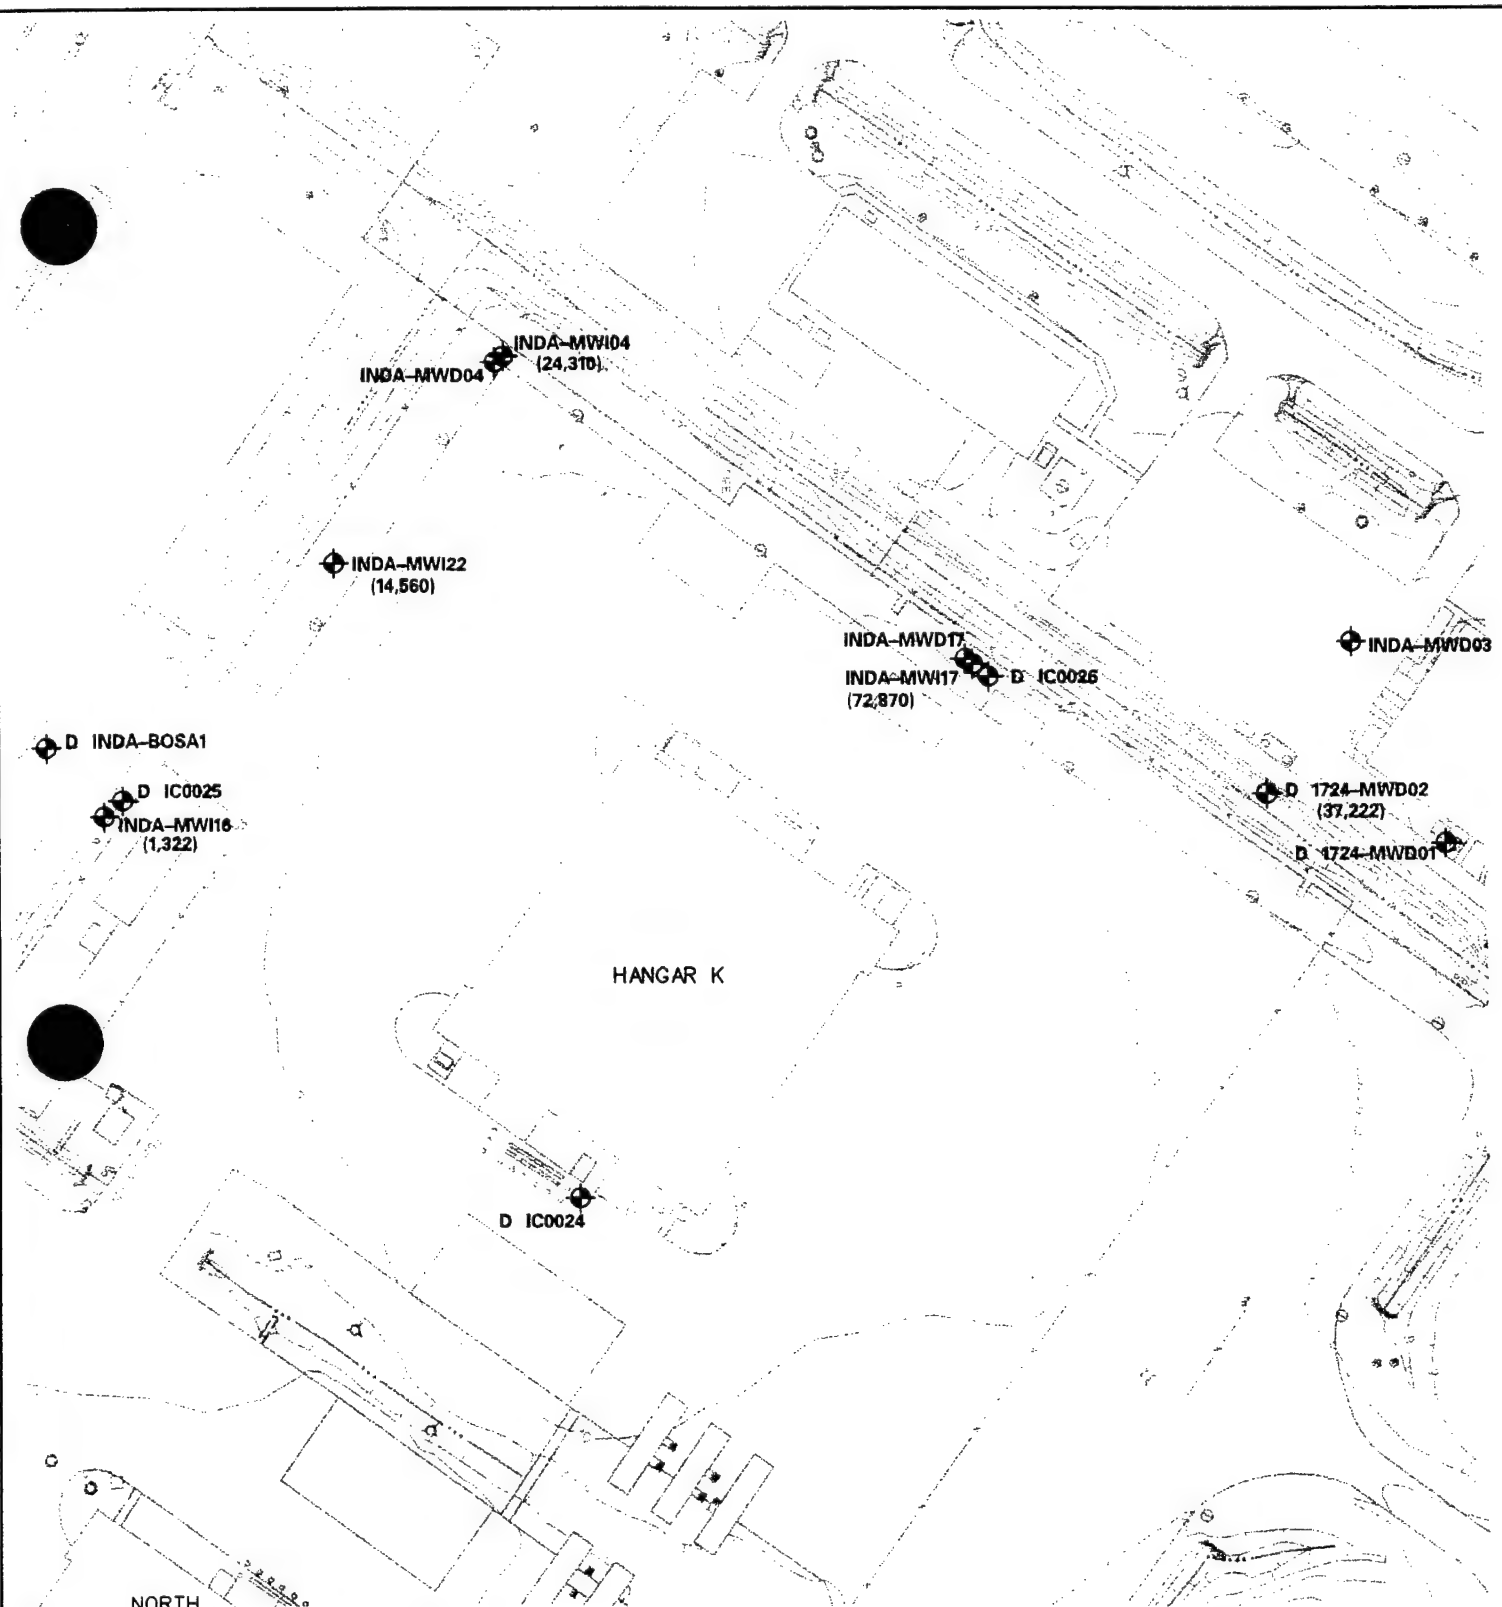 INDA-MWI04
(24,310)
INDA-MWD04
INDA-MWI22
(14,560)
INDA-MWD17
INDA-MWI17
(72,870)
D IC0026
INDA-MWD03
D INDA-BOSA1
D IC0025
INDA-MWI16
(1,322)
D 1724-MWD02
(37,222)
D 1724-MWD01
HANGAR K
D IC0024
NORTH